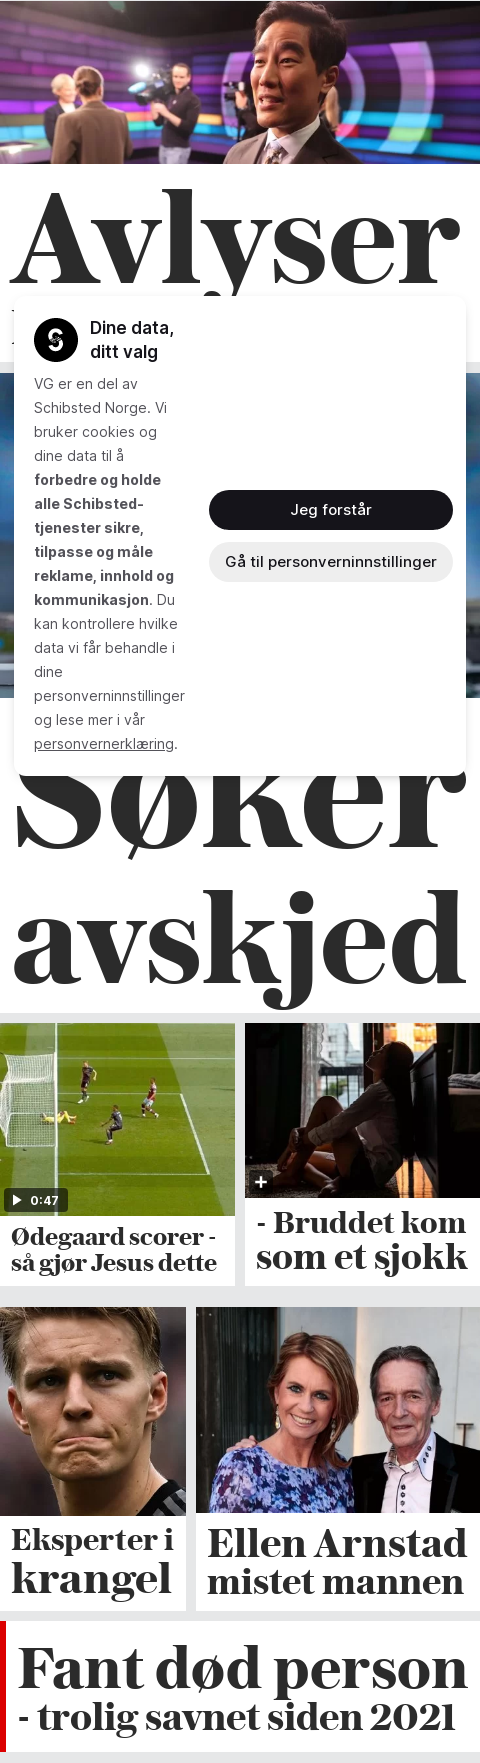 Avlyser
Dine data,
ditt valg
VG er en del av
Schibsted Norge. Vi
bruker cookies og
dine data til å
forbedre og holde
alle Schibsted-
tjenester sikre,
tilpasse og måle
reklame, innhold og
kommunikasjon. Du
kan kontrollere hvilke
data vi får behandle i
dine
personverninnstillinger
og lese mer i vår
personvernerklæring.
Jeg forstår
Gå til personverninnstillinger
Søker
avskjed
0:47
Ødegaard scorer -
så gjør Jesus dette
- Bruddet kom
som et sjokk
Eksperter i
krangel
Ellen Arnstad
mistet mannen
Fant død person
- trolig savnet siden 2021